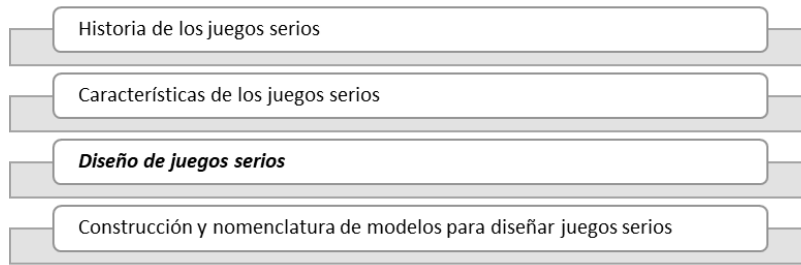 Historia de los juegos serios
Características de los juegos serios
Diseño de juegos serios
Construcción y nomenclatura de modelos para diseñar juegos serios